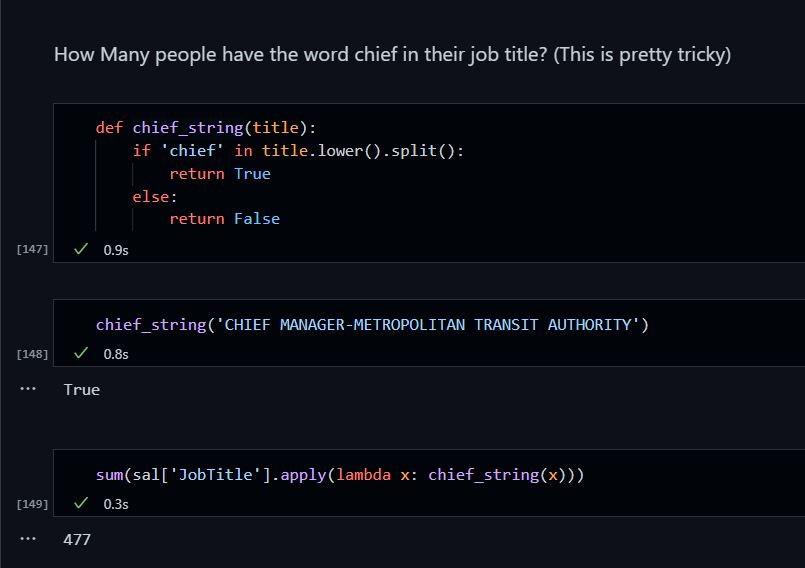 How Many people have the word chief in their job title? (This is pretty tricky)
def chief_string(title):
if 'chief' in title.lower().split():
return True
else:
return False
[147]
0.9s
chief_string('CHIEF MANAGER-METROPOLITAN TRANSIT AUTHORITY')
[148]
0.8s
... True
sum(sal['JobTitle'].apply(lambda x: chief_string(x)))
[149]
0.3s
... 477